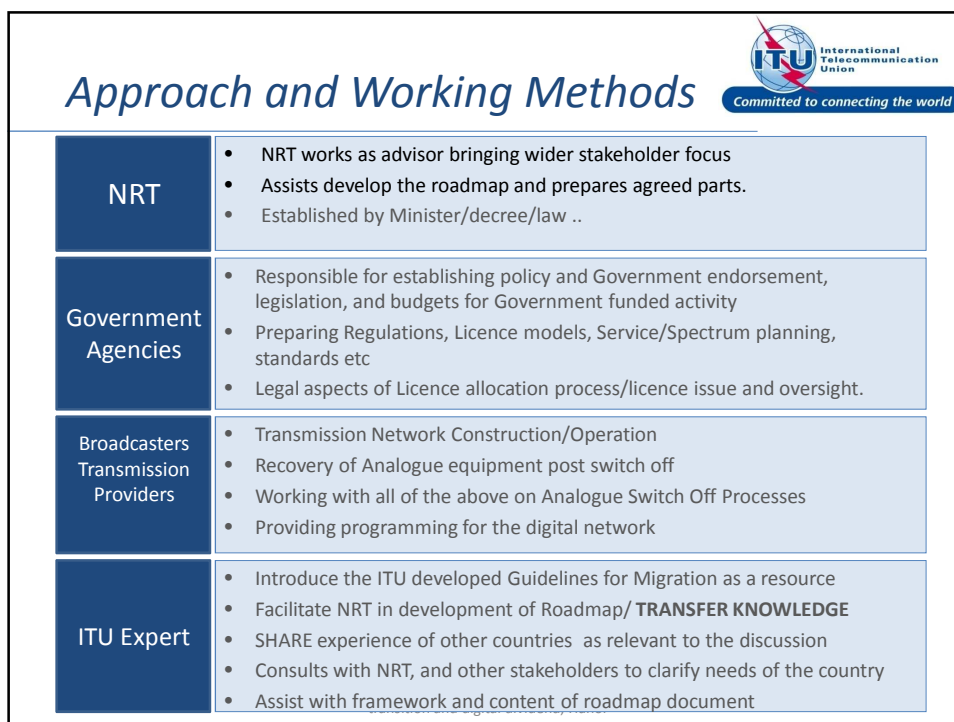 ITU
International
Telecommunication
Union
Committed to connecting the world
Approach and Working Methods
NRT
• NRT works as advisor bringing wider stakeholder focus
• Assists develop the roadmap and prepares agreed parts.
• Established by Minister/decree/law ..
Government
Agencies
• Responsible for establishing policy and Government endorsement,
legislation, and budgets for Government funded activity
• Preparing Regulations, Licence models, Service/Spectrum planning,
standards etc
• Legal aspects of Licence allocation process/licence issue and oversight.
Broadcasters
Transmission
Providers
• Transmission Network Construction/Operation
• Recovery of Analogue equipment post switch off
• Working with all of the above on Analogue Switch Off Processes
• Providing programming for the digital network
ITU Expert
• Introduce the ITU developed Guidelines for Migration as a resource
• Facilitate NRT in development of Roadmap/ TRANSFER KNOWLEDGE
• SHARE experience of other countries as relevant to the discussion
• Consults with NRT, and other stakeholders to clarify needs of the country
• Assist with framework and content of roadmap document